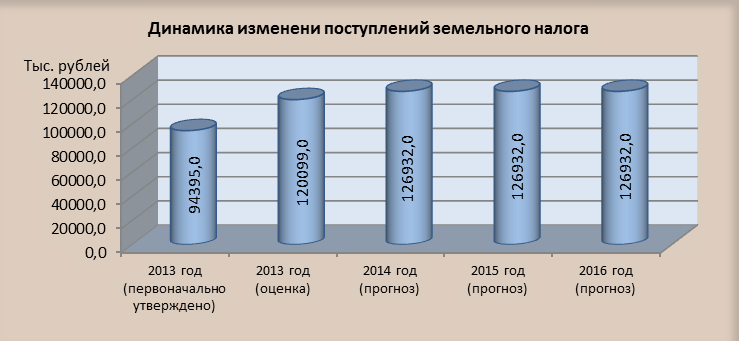 Динамика изменени поступлений земельного налога
Тыс. рублей
140000,0
120000,0
100000,0
80000,0
60000,0
40000,0
20000,0
0,0
94395,0
120099,0
126932,0
126932,0
126932,0
2013 год
(первоначально
утверждено)
2013 год
(оценка)
2014 год
(прогноз)
2015 год
(прогноз)
2016 год
(прогноз)